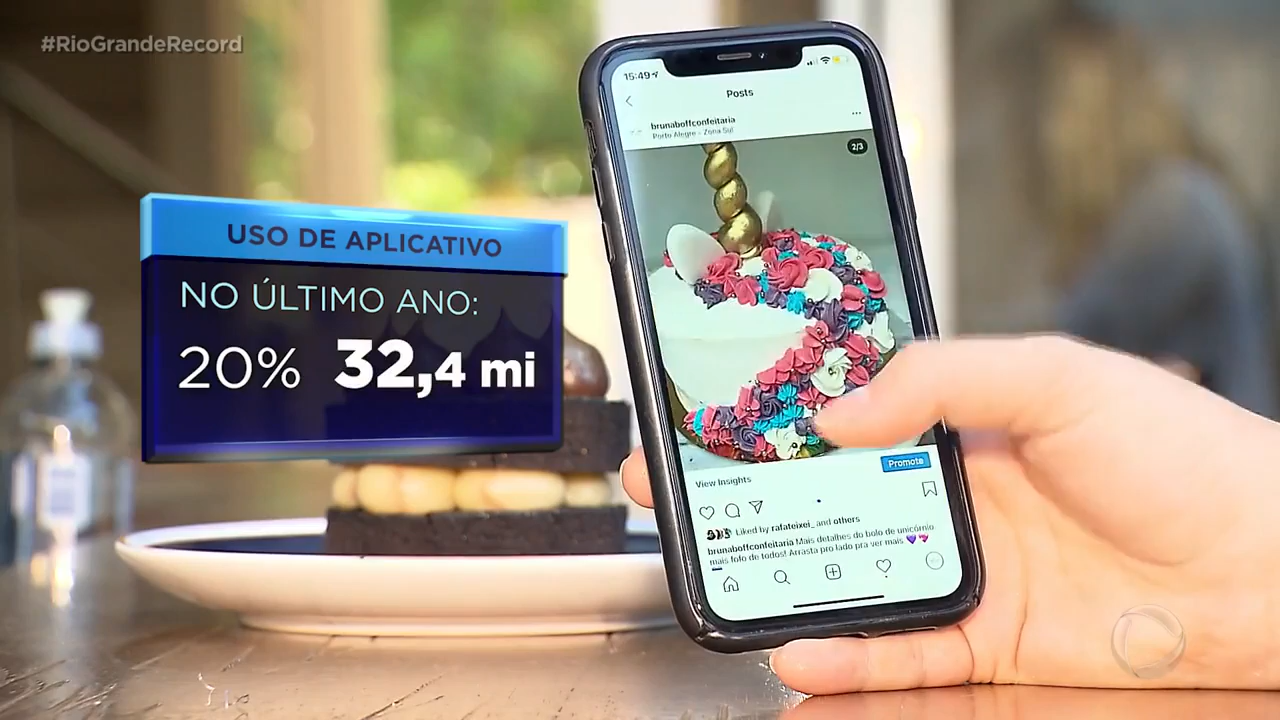 #RioGrandeRecord
USO DE APLICATIVO
NO ÚLTIMO ANO:
20% 32,4 mi
15:49
Posts
brunaboffconfeitaria
Porto Alegre - Zona Sul
2/3
Promote
View Insights
Liked by rafateixei_ and others
brunaboffconfeitaria Mais detalhes do bolo de unicórnio
mais fofo de todos! Arrasta pro lado pra ver mais